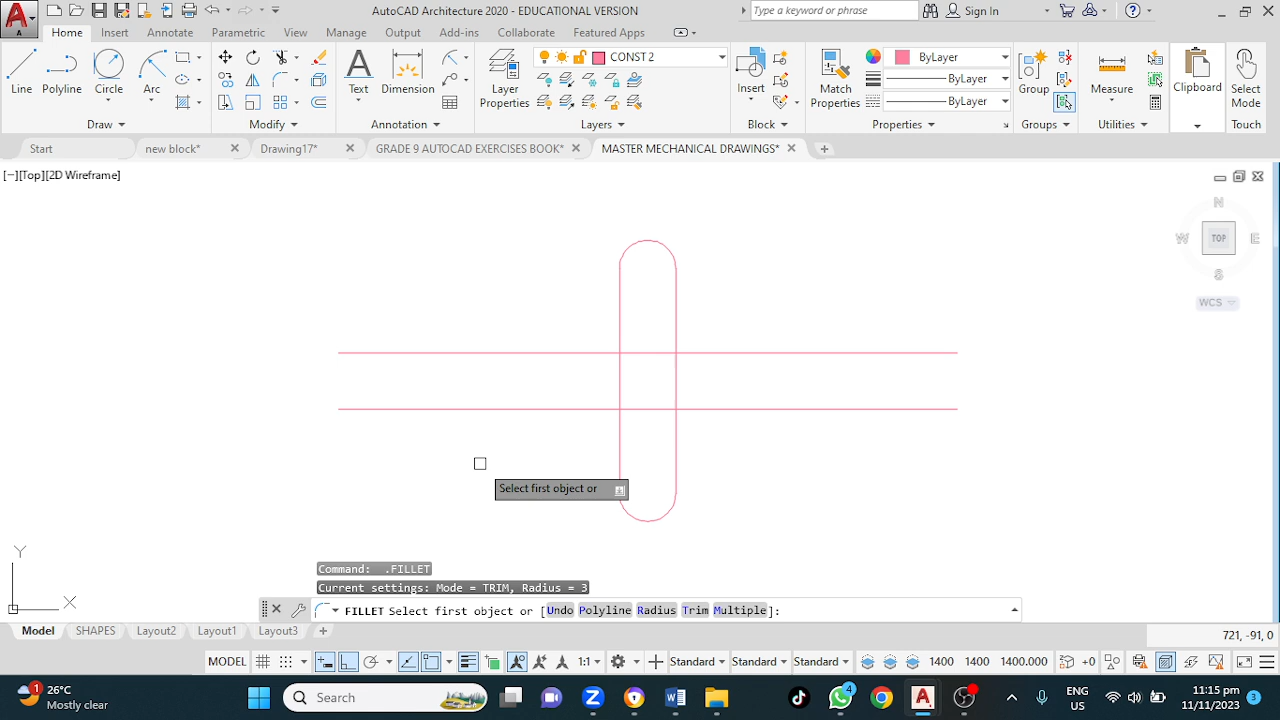 AutoCAD Architecture 2020 - EDUCATIONAL VERSION
Type a keyword or phrase
Sign In
A
Home Insert Annotate Parametric View Manage Output Add-ins Collaborate Featured Apps
Line Polyline Circle Arc
Text Dimension
Layer Properties
CONST 2
Insert
Match Properties
ByLayer
ByLayer
ByLayer
Group
Measure
Clipboard
Select Mode
Draw Modify Annotation Layers Block Properties Groups Utilities Touch
Start new block* Drawing17* GRADE 9 AUTOCAD EXERCISES BOOK* MASTER MECHANICAL DRAWINGS*
[−][Top][2D Wireframe]
N
W TOP E
S
WCS
Select first object or
Y
X
Command: .FILLET
Current settings: Mode = TRIM, Radius = 3
FILLET Select first object or [Undo Polyline Radius Trim Multiple]:
Model SHAPES Layout2 Layout1 Layout3
721, -91, 0
MODEL 1:1 Standard Standard Standard 1400 1400 1400.000 +0
1
26°C
Mostly clear
Search
4
ENG
US
11:15 pm
11/11/2023
3